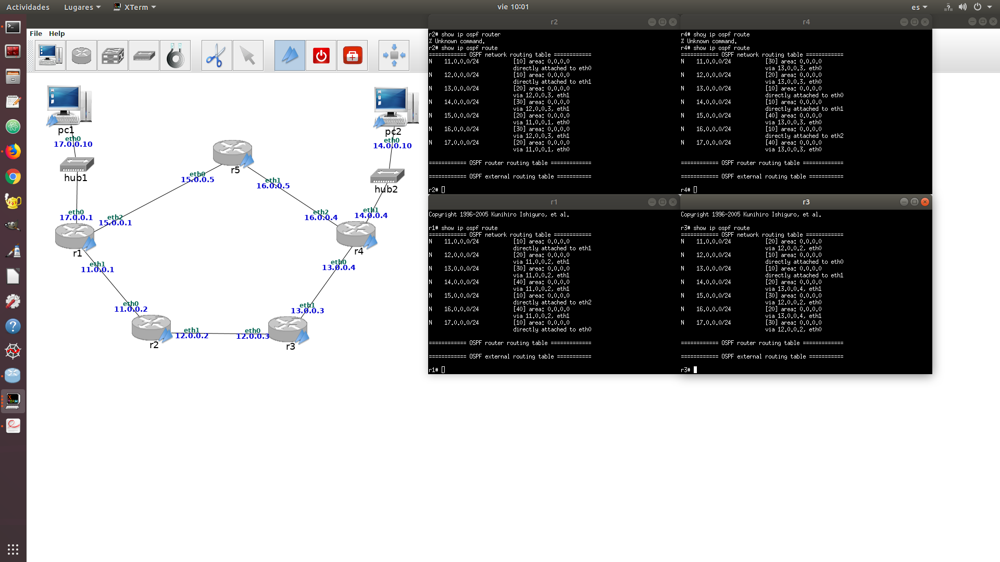 Actividades
Lugares
XTerm
vie 10:01
es
File
Help
pc1
eth0
17.0.0.10
hub1
eth0
17.0.0.1
eth2
15.0.0.1
r1
eth1
11.0.0.1
eth0
15.0.0.5
r5
eth1
16.0.0.5
pc2
eth0
14.0.0.10
hub2
eth1
14.0.0.4
eth2
16.0.0.4
r4
eth0
13.0.0.4
eth0
11.0.0.2
r2
eth1
12.0.0.2
eth0
12.0.0.3
r3
eth1
13.0.0.3
r2
r2# show ip ospf router
% Unknown command.
r2# show ip ospf route
============ OSPF network routing table ============
N    11.0.0.0/24           [10] area: 0.0.0.0
                           directly attached to eth0
N    12.0.0.0/24           [10] area: 0.0.0.0
                           directly attached to eth1
N    13.0.0.0/24           [20] area: 0.0.0.0
                           via 12.0.0.3, eth1
N    14.0.0.0/24           [30] area: 0.0.0.0
                           via 12.0.0.3, eth1
N    15.0.0.0/24           [20] area: 0.0.0.0
                           via 11.0.0.1, eth0
N    16.0.0.0/24           [30] area: 0.0.0.0
                           via 12.0.0.3, eth1
N    17.0.0.0/24           [20] area: 0.0.0.0
                           via 11.0.0.1, eth0
============ OSPF router routing table =============
============ OSPF external routing table ===========
r2#
r4
r4# shoy ip ospf route
% Unknown command.
r4# show ip ospf route
============ OSPF network routing table ============
N    11.0.0.0/24           [30] area: 0.0.0.0
                           via 13.0.0.3, eth0
N    12.0.0.0/24           [20] area: 0.0.0.0
                           via 13.0.0.3, eth0
N    13.0.0.0/24           [10] area: 0.0.0.0
                           directly attached to eth0
N    14.0.0.0/24           [10] area: 0.0.0.0
                           directly attached to eth1
N    15.0.0.0/24           [40] area: 0.0.0.0
                           via 13.0.0.3, eth0
N    16.0.0.0/24           [10] area: 0.0.0.0
                           directly attached to eth2
N    17.0.0.0/24           [40] area: 0.0.0.0
                           via 13.0.0.3, eth0
============ OSPF router routing table =============
============ OSPF external routing table ===========
r4#
r1
Copyright 1996-2005 Kunihiro Ishiguro, et al.
r1# show ip ospf route
============ OSPF network routing table ============
N    11.0.0.0/24           [10] area: 0.0.0.0
                           directly attached to eth1
N    12.0.0.0/24           [20] area: 0.0.0.0
                           via 11.0.0.2, eth1
N    13.0.0.0/24           [30] area: 0.0.0.0
                           via 11.0.0.2, eth1
N    14.0.0.0/24           [40] area: 0.0.0.0
                           via 11.0.0.2, eth1
N    15.0.0.0/24           [10] area: 0.0.0.0
                           directly attached to eth2
N    16.0.0.0/24           [40] area: 0.0.0.0
                           via 11.0.0.2, eth1
N    17.0.0.0/24           [10] area: 0.0.0.0
                           directly attached to eth0
============ OSPF router routing table =============
============ OSPF external routing table ===========
r1#
r3
Copyright 1996-2005 Kunihiro Ishiguro, et al.
r3# show ip ospf route
============ OSPF network routing table ============
N    11.0.0.0/24           [20] area: 0.0.0.0
                           via 12.0.0.2, eth0
N    12.0.0.0/24           [10] area: 0.0.0.0
                           directly attached to eth0
N    13.0.0.0/24           [10] area: 0.0.0.0
                           directly attached to eth1
N    14.0.0.0/24           [20] area: 0.0.0.0
                           via 13.0.0.4, eth1
N    15.0.0.0/24           [30] area: 0.0.0.0
                           via 12.0.0.2, eth0
N    16.0.0.0/24           [20] area: 0.0.0.0
                           via 13.0.0.4, eth1
N    17.0.0.0/24           [30] area: 0.0.0.0
                           via 12.0.0.2, eth0
============ OSPF router routing table =============
============ OSPF external routing table ===========
r3#